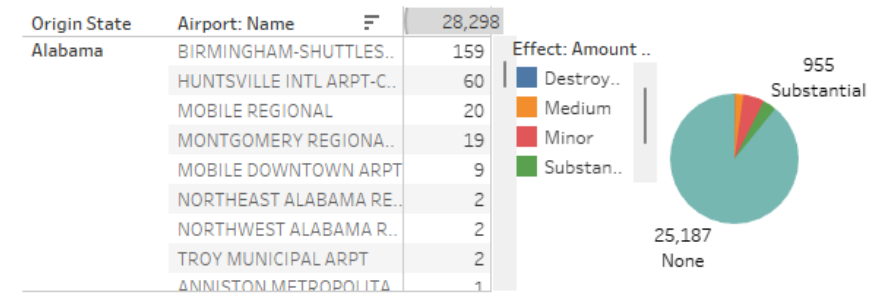 Origin State Airport: Name 28,298
Alabama BIRMINGHAM-SHUTTLES.. 159
HUNTSVILLE INTL ARPT-C.. 60
MOBILE REGIONAL 20
MONTGOMERY REGIONA.. 19
MOBILE DOWNTOWN ARPT 9
NORTHEAST ALABAMA RE.. 2
NORTHWEST ALABAMA R.. 2
TROY MUNICIPAL ARPT 2
ANNISTON METROPOLITA 1
Effect: Amount ..
Destroy..
Medium
Minor
Substan..
955
Substantial
25,187
None